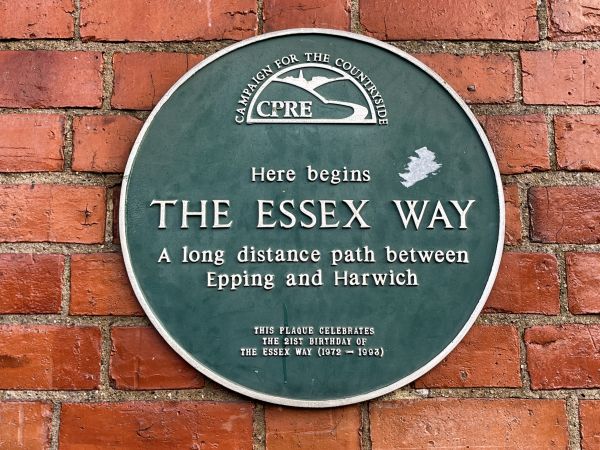 CAMPAIGN FOR THE COUNTRYSIDE
CPRE
Here begins
THE ESSEX WAY
A long distance path between
Epping and Harwich
THIS PLAQUE CELEBRATES
THE 21ST BIRTHDAY OF
THE ESSEX WAY (1972 – 1993)